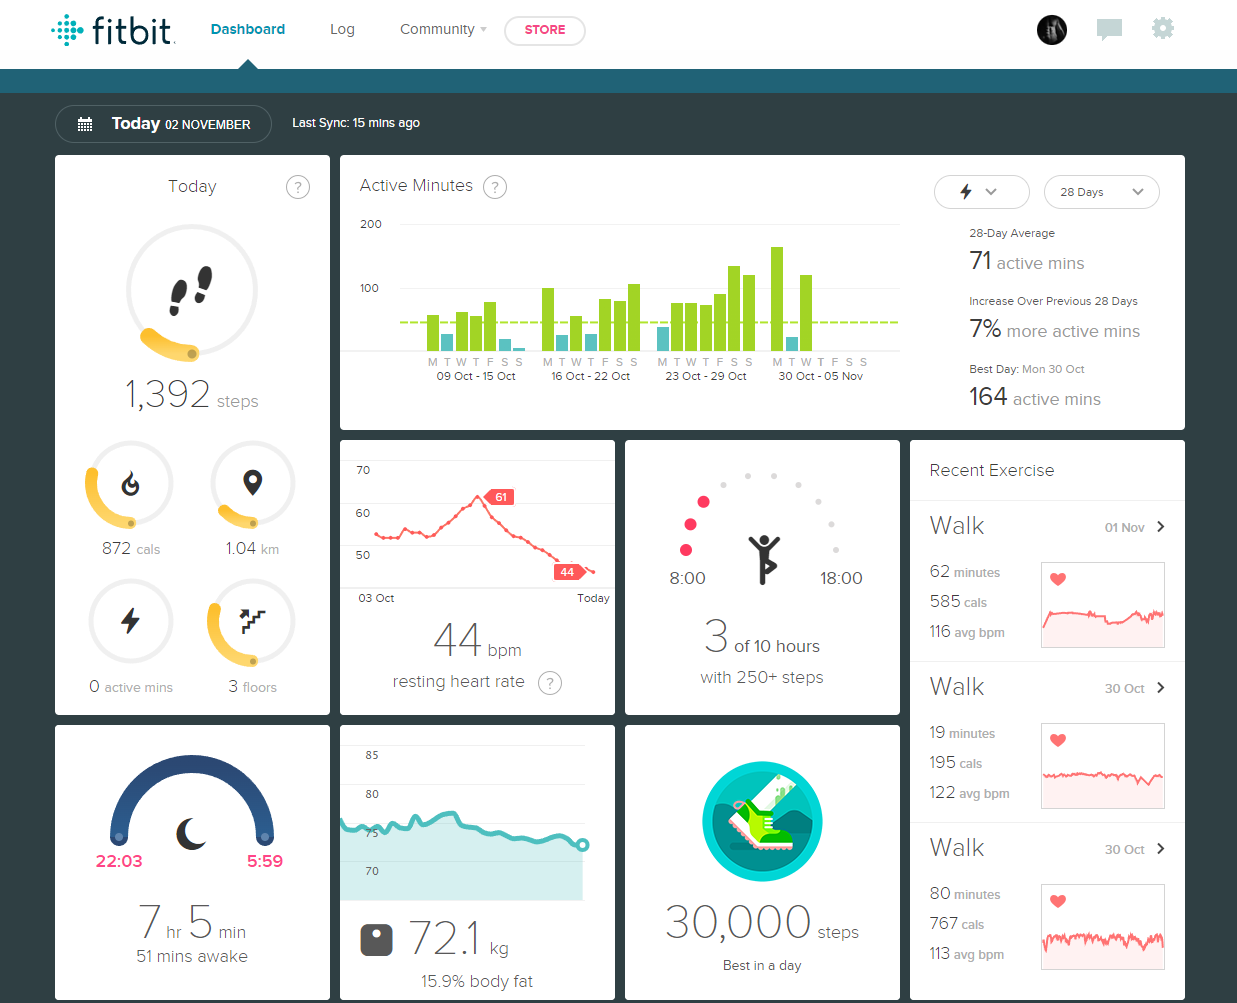 fitbit.
Dashboard
Log
Community
STORE
Today 02 NOVEMBER
Last Sync: 15 mins ago
Today
?
1,392 steps
872 cals
1.04 km
0 active mins
3 floors
Active Minutes
?
28 Days
200
100
M T W T F S S M T W T F S S M T W T F S S M T W T F S S
09 Oct - 15 Oct 16 Oct - 22 Oct 23 Oct - 29 Oct 30 Oct - 05 Nov
28-Day Average
71 active mins
Increase Over Previous 28 Days
7% more active mins
Best Day: Mon 30 Oct
164 active mins
70
60
50
61
44
03 Oct Today
44 bpm
resting heart rate ?
8:00 18:00
3 of 10 hours
with 250+ steps
Recent Exercise
Walk 01 Nov
62 minutes
585 cals
116 avg bpm
Walk 30 Oct
19 minutes
195 cals
122 avg bpm
Walk 30 Oct
80 minutes
767 cals
113 avg bpm
22:03 5:59
7 hr 5 min
51 mins awake
85
80
75
70
72.1 kg
15.9% body fat
30,000 steps
Best in a day